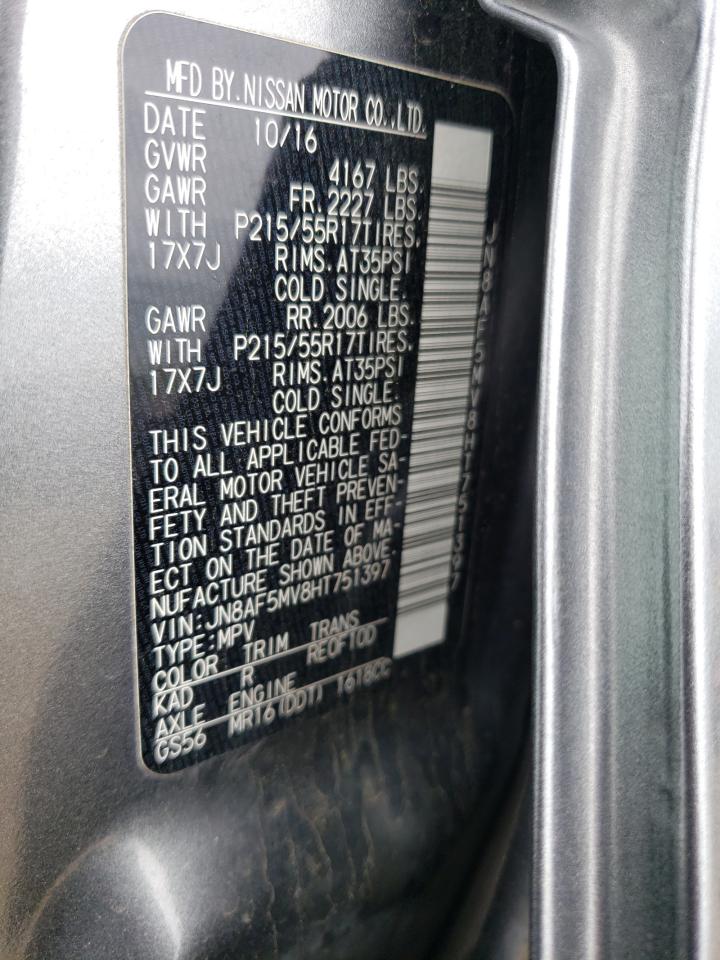 MFD BY.NISSAN MOTOR CO.,LTD.
DATE 10/16
GVWR 4167 LBS.
GAWR FR. 2227 LBS.
WITH P215/55R17TIRES.
17X7J RIMS.AT35PSI
COLD SINGLE.
GAWR RR. 2006 LBS.
WITH P215/55R17TIRES.
17X7J RIMS.AT35PSI
COLD SINGLE.
THIS VEHICLE CONFORMS
TO ALL APPLICABLE FED-
ERAL MOTOR VEHICLE SA-
FETY AND THEFT PREVEN-
TION STANDARDS IN EFF-
ECT ON THE DATE OF MA-
NUFACTURE SHOWN ABOVE.
VIN:JN8AF5MV8HT751397
TYPE:MPV
COLOR TRIM TRANS
KAD R RE0F10D
AXLE ENGINE
GS56 MR16(DDT) 1618CC
JN8AF5MV8HT751397